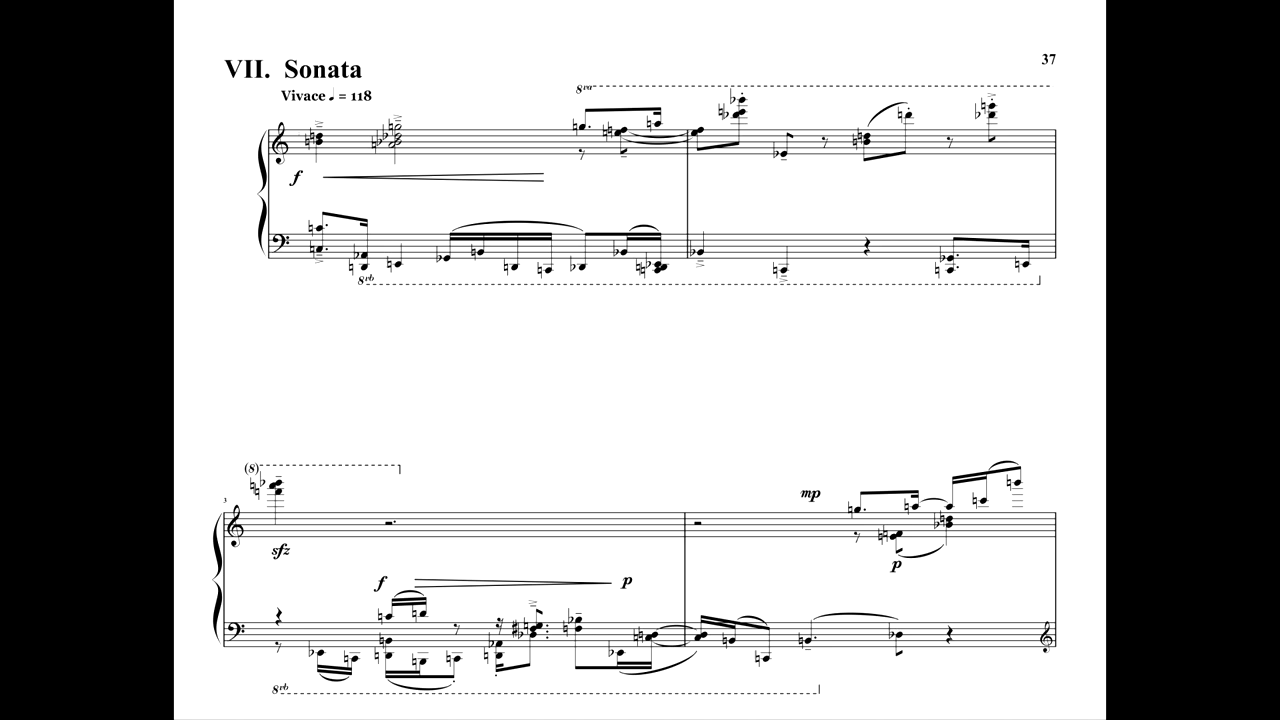 37
VII. Sonata
Vivace ♩ = 118
8va
f
8vb
(8)
3
sfz
mp
f
p
p
8vb